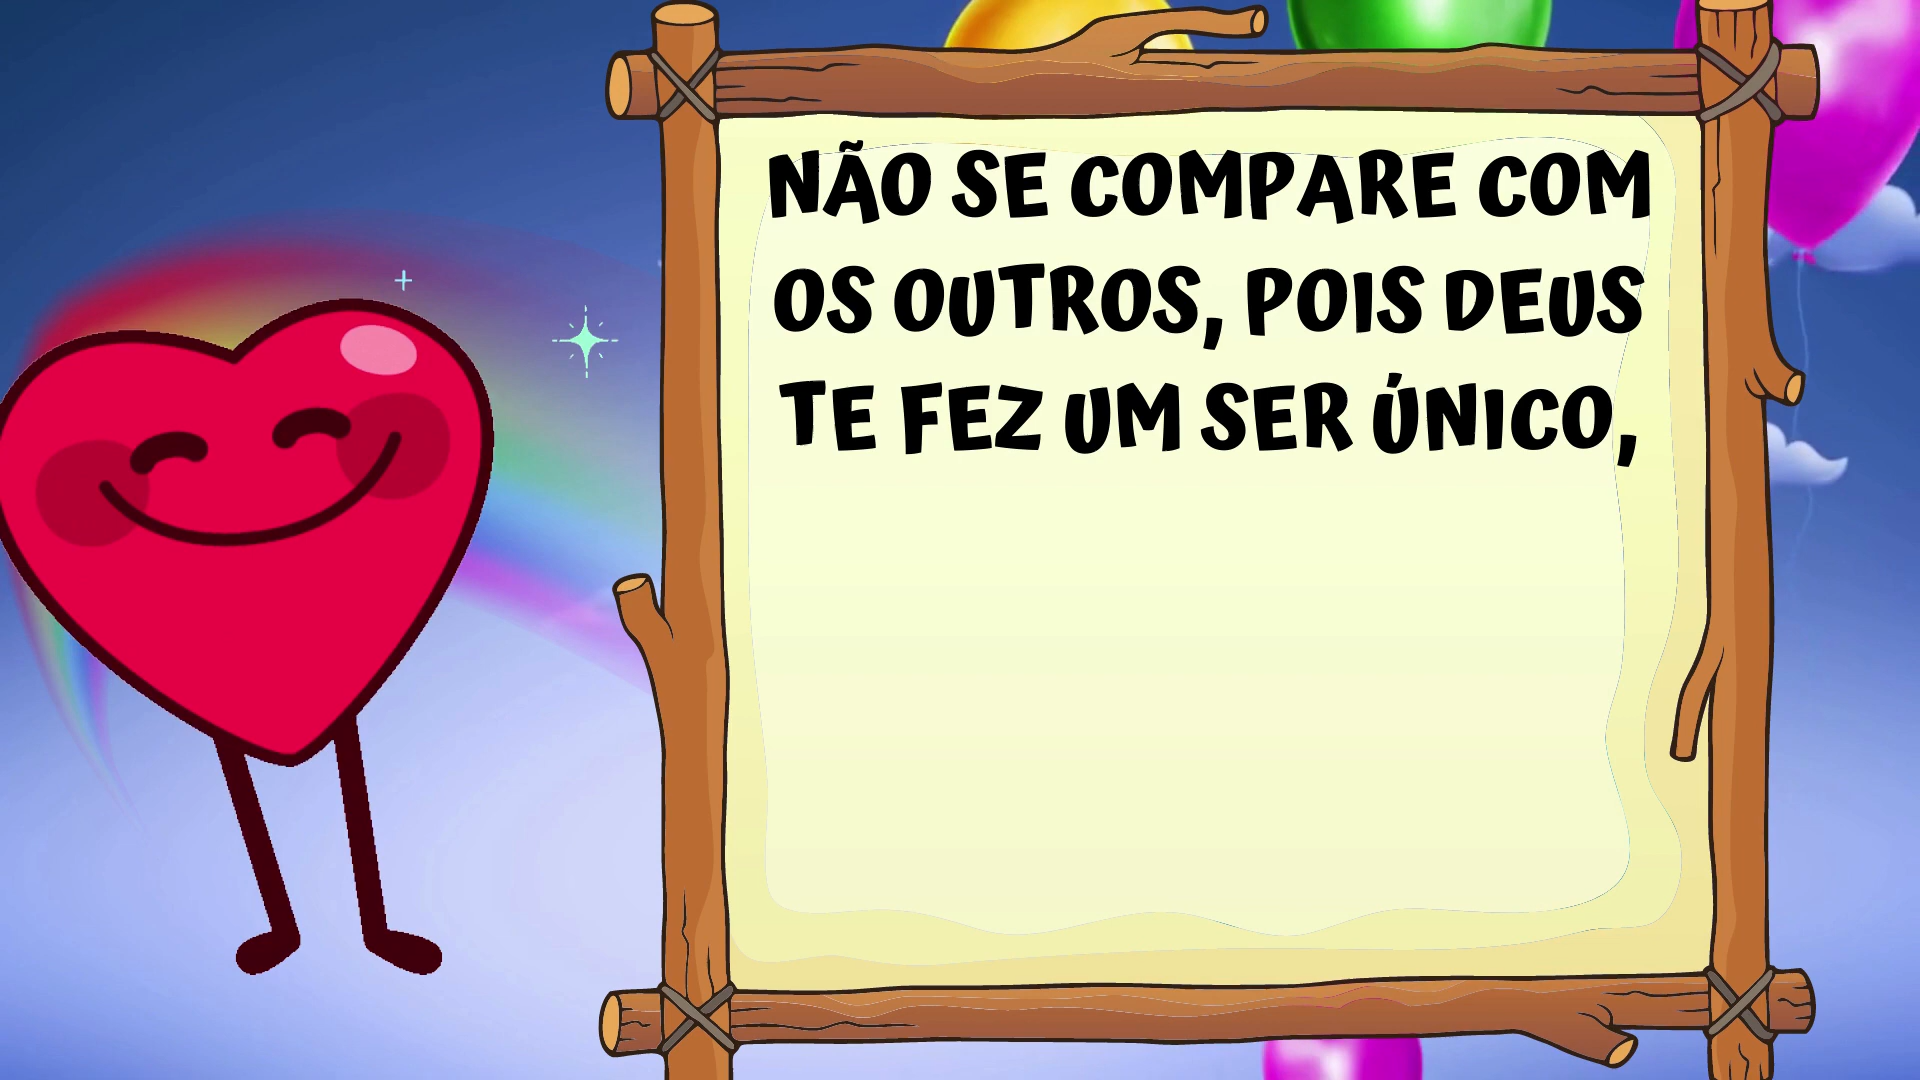 NÃO SE COMPARE COM
OS OUTROS, POIS DEUS
TE FEZ UM SER ÚNICO,